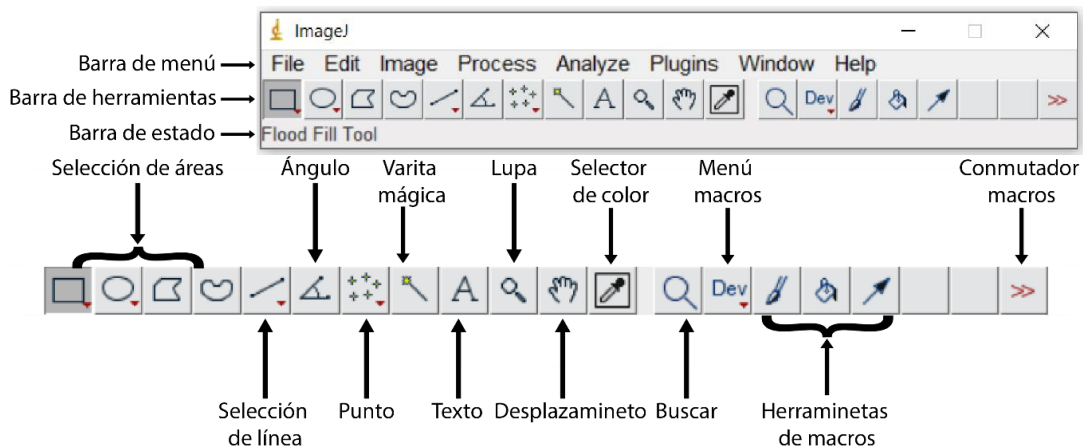 ImageJ
Barra de menú
File Edit Image Process Analyze Plugins Window Help
Barra de herramientas
A Dev >>
Barra de estado
Flood Fill Tool
Selección de áreas
Ángulo
Varita
mágica
Lupa
Selector
de color
Menú
macros
Conmutador
macros
A Dev >>
Selección
de línea
Punto
Texto
Desplazamineto
Buscar
Herraminetas
de macros